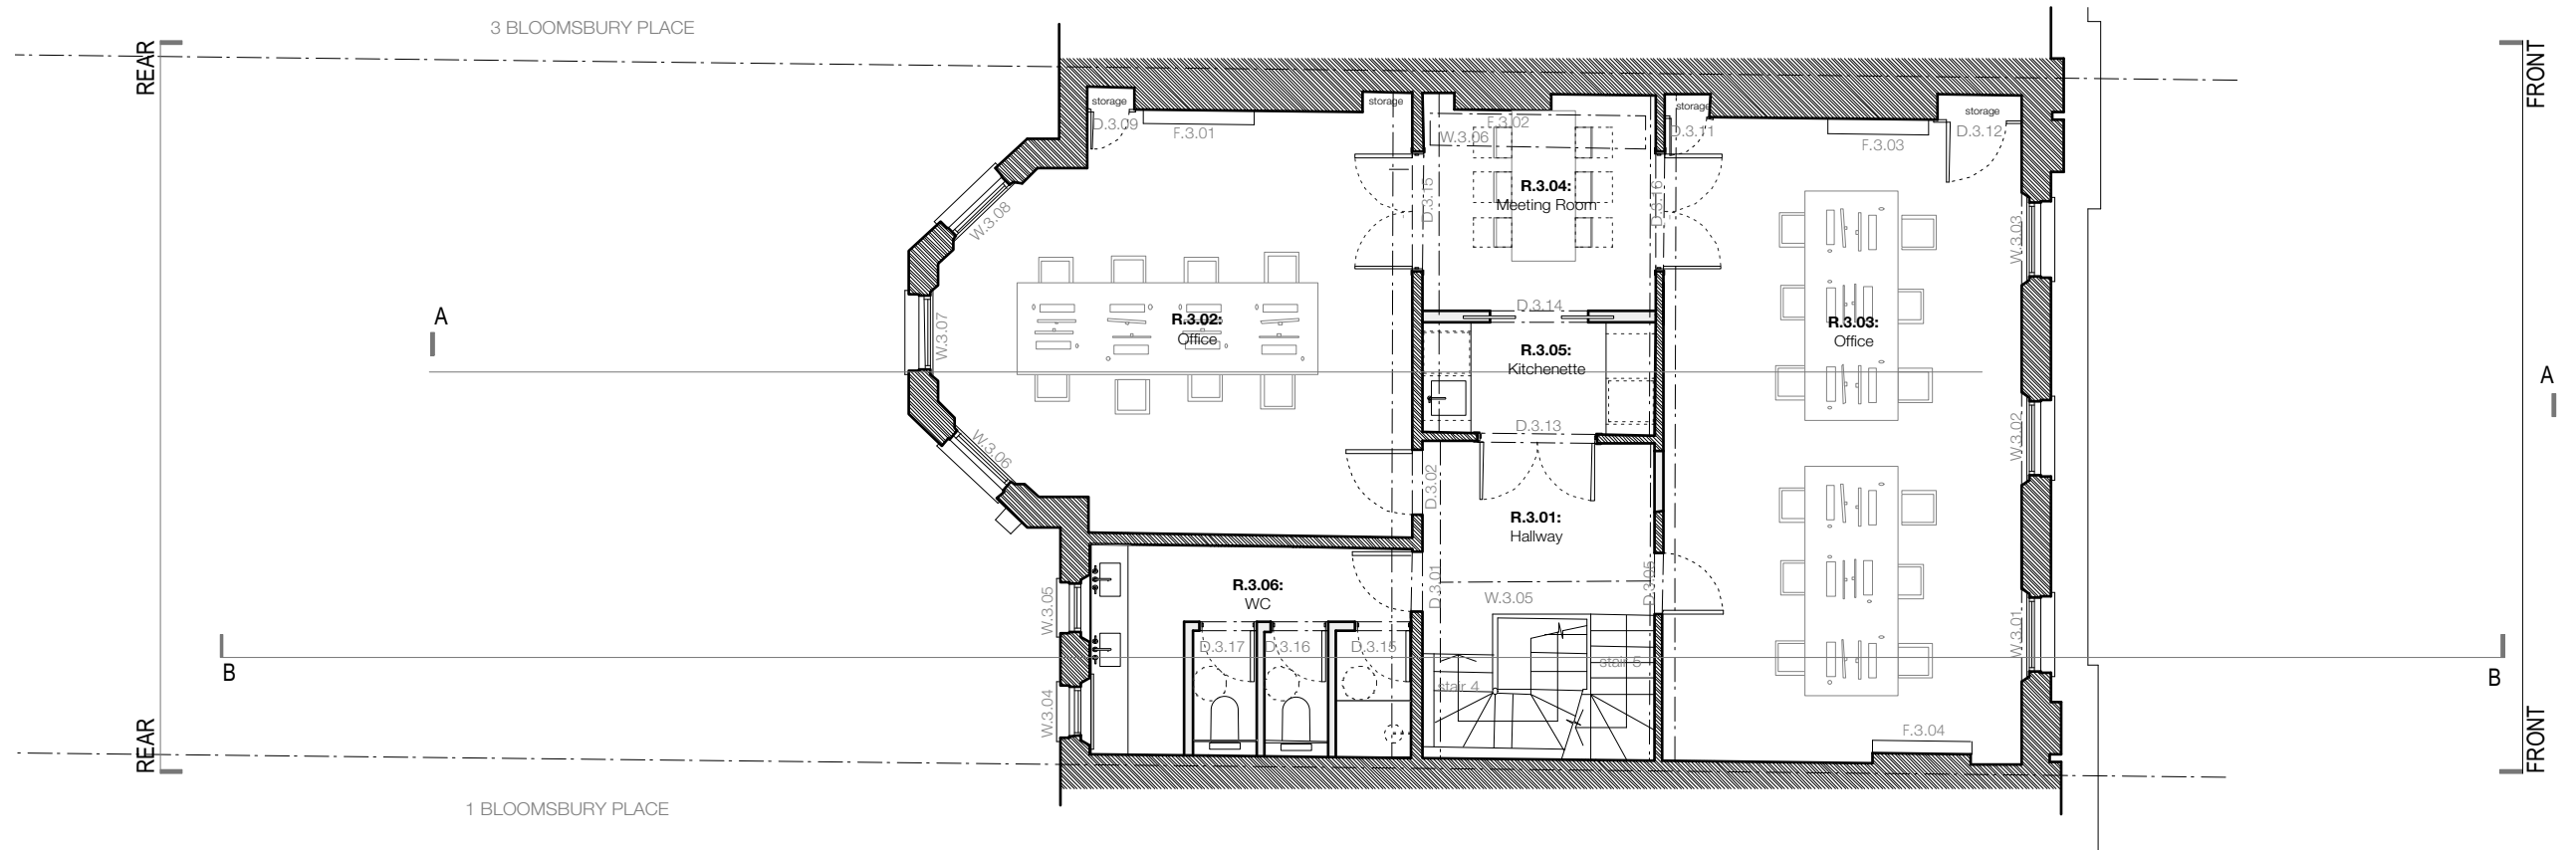 3 BLOOMSBURY PLACE
REAR
FRONT
storage
D.3.09
F.3.01
storage
F.3.02
W.3.06
storage
D.3.11
F.3.03
storage
D.3.12
W.3.08
D.3.15
R.3.04:
Meeting Room
D.3.16
W.3.03
A
W.3.07
R.3.02:
Office
D.3.14
R.3.05:
Kitchenette
R.3.03:
Office
A
W.3.06
D.3.02
D.3.13
W.3.02
R.3.01:
Hallway
W.3.05
R.3.06:
WC
D.3.01
W.3.05
W.3.01
B
D.3.17
D.3.16
D.3.15
stair 4
stair 5
B
REAR
W.3.04
F.3.04
FRONT
1 BLOOMSBURY PLACE